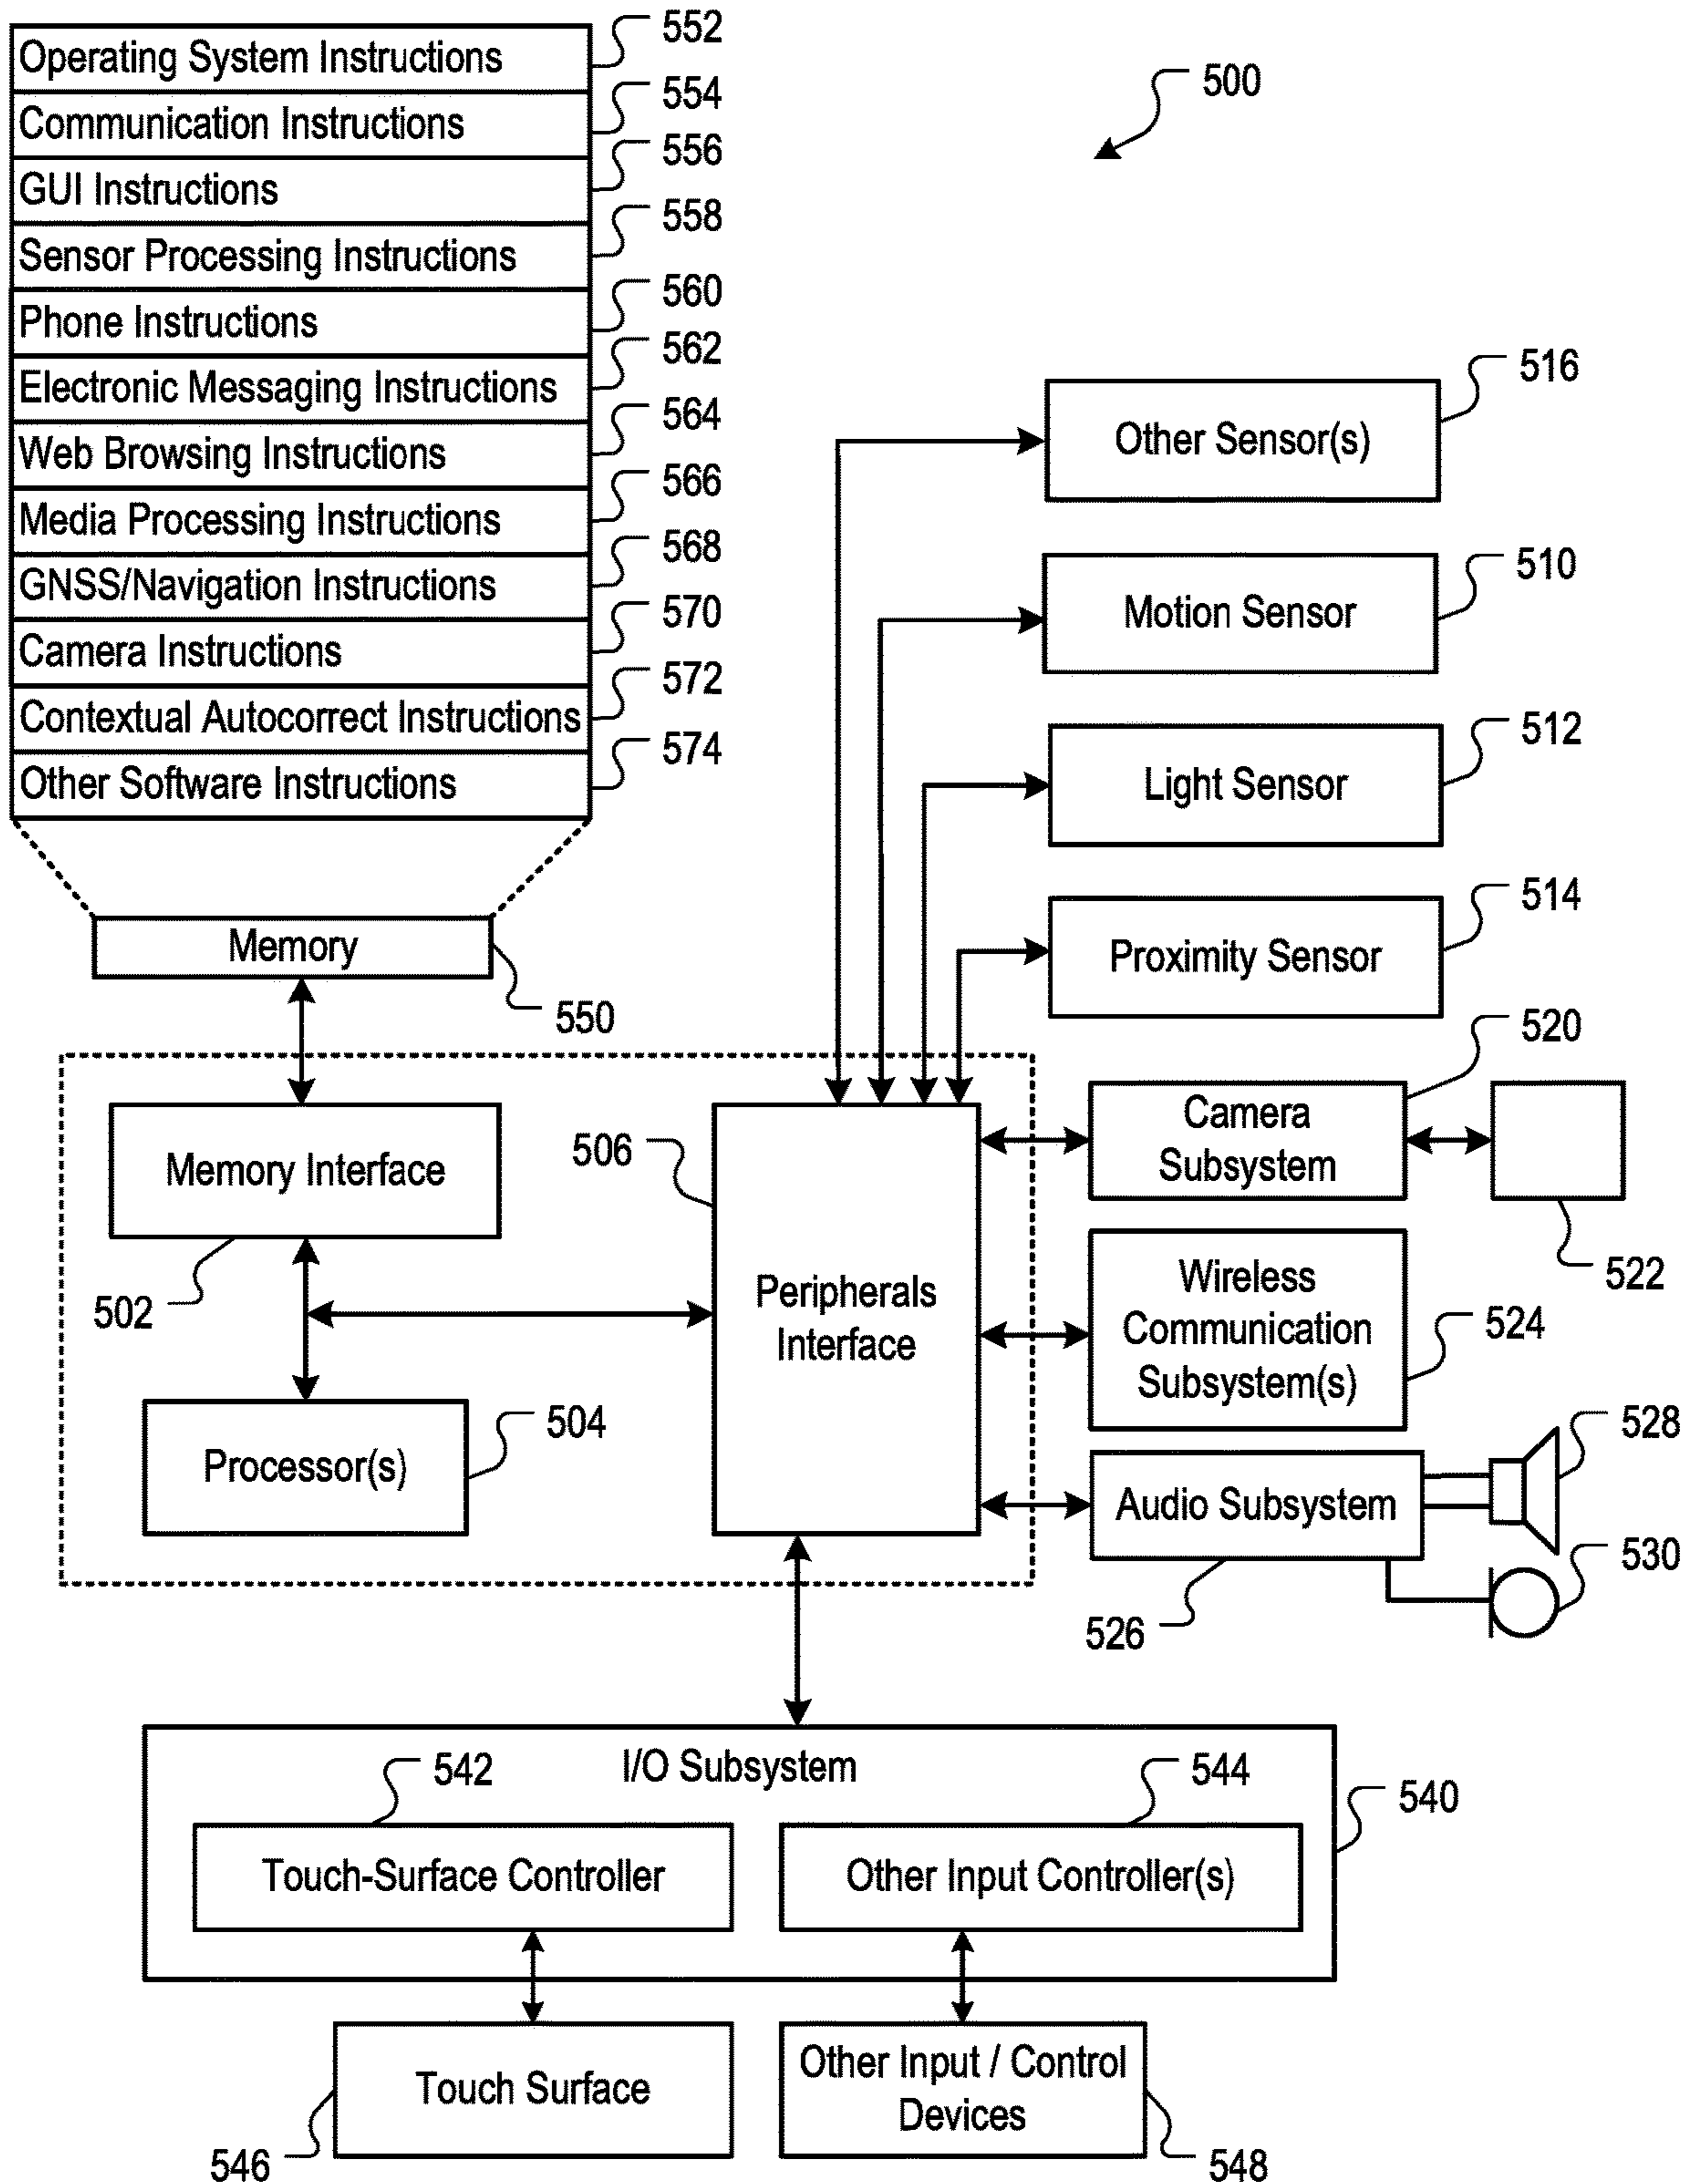 Operating System Instructions
552
Communication Instructions
554
GUI Instructions
556
Sensor Processing Instructions
558
Phone Instructions
560
Electronic Messaging Instructions
562
Web Browsing Instructions
564
Media Processing Instructions
566
GNSS/Navigation Instructions
568
Camera Instructions
570
Contextual Autocorrect Instructions
572
Other Software Instructions
574
500
Other Sensor(s)
516
Motion Sensor
510
Light Sensor
512
Proximity Sensor
514
Memory
550
Memory Interface
502
Processor(s)
504
506
Peripherals
Interface
Camera
Subsystem
520
522
Wireless
Communication
Subsystem(s)
524
Audio Subsystem
526
528
530
I/O Subsystem
540
542
Touch-Surface Controller
544
Other Input Controller(s)
Touch Surface
546
Other Input / Control
Devices
548